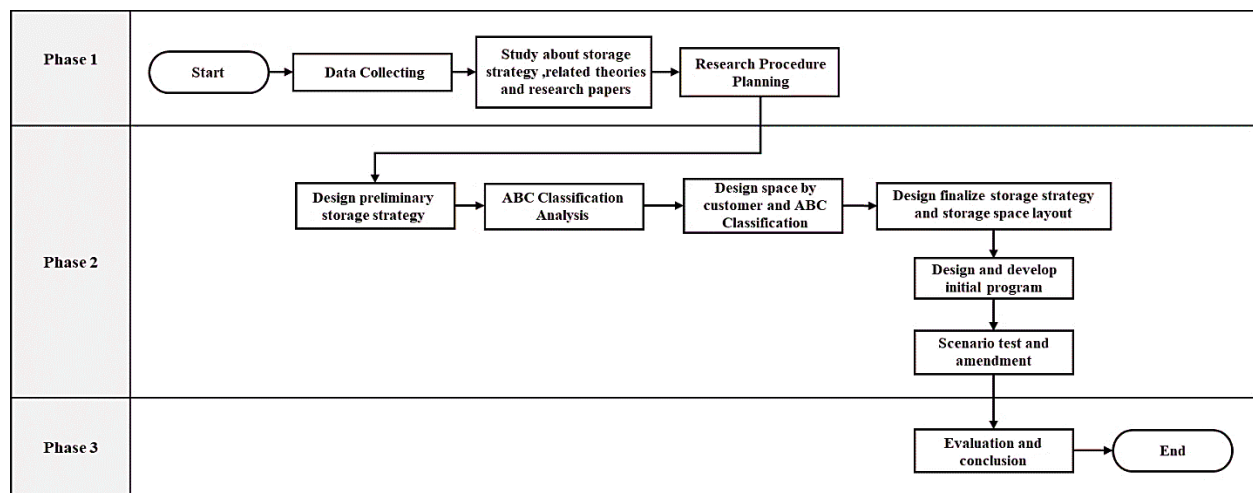 Phase 1
Start
Data Collecting
Study about storage
strategy ,related theories
and research papers
Research Procedure
Planning
Phase 2
Design preliminary
storage strategy
ABC Classification
Analysis
Design space by
customer and ABC
Classification
Design finalize storage strategy
and storage space layout
Design and develop
initial program
Scenario test and
amendment
Phase 3
Evaluation and
conclusion
End